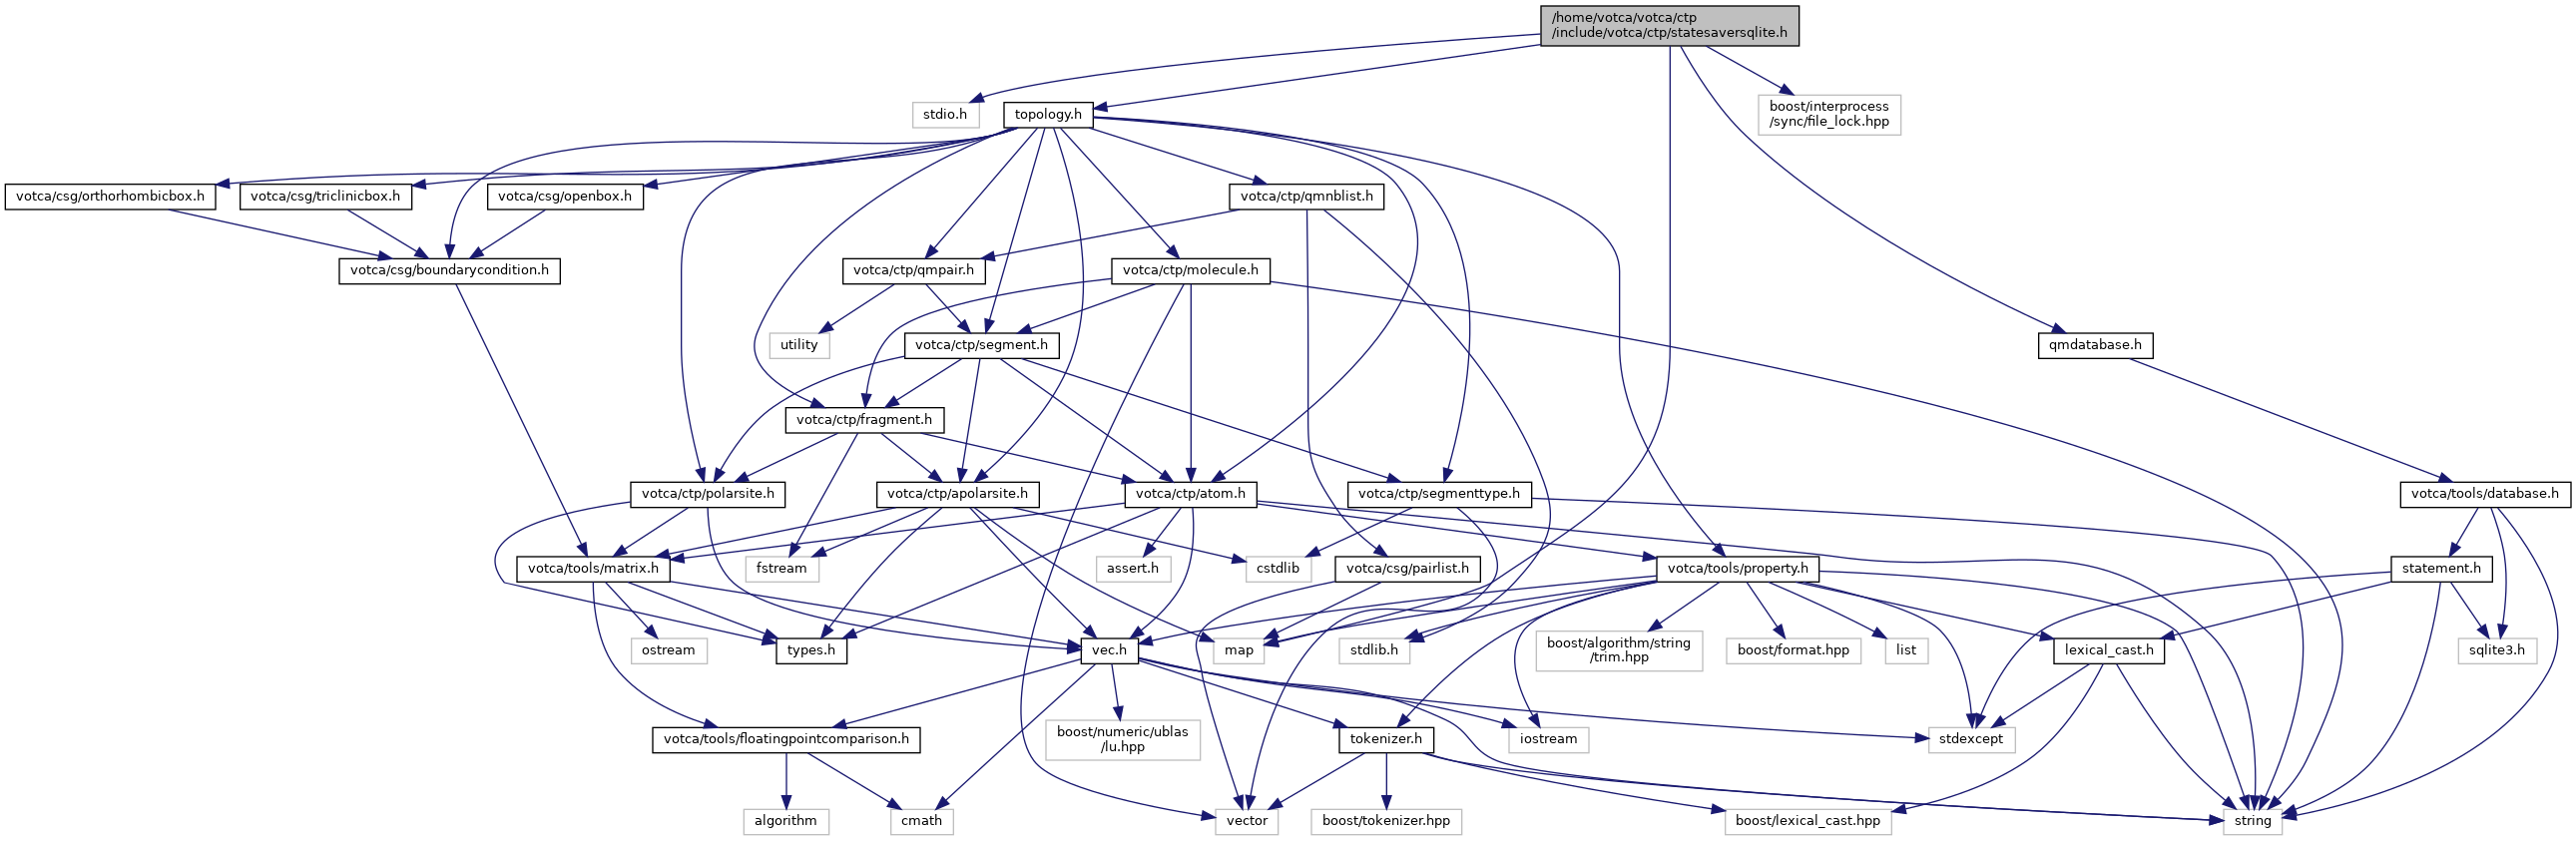 /home/votca/votca/ctp
/include/votca/ctp/statesaversqlite.h
stdio.h
topology.h
boost/interprocess
/sync/file_lock.hpp
votca/csg/orthorhombicbox.h
votca/csg/triclinicbox.h
votca/csg/openbox.h
votca/ctp/qmnblist.h
votca/csg/boundarycondition.h
votca/ctp/qmpair.h
votca/ctp/molecule.h
utility
votca/ctp/segment.h
qmdatabase.h
votca/ctp/fragment.h
votca/ctp/polarsite.h
votca/ctp/apolarsite.h
votca/ctp/atom.h
votca/ctp/segmenttype.h
votca/tools/database.h
votca/tools/matrix.h
fstream
assert.h
cstdlib
votca/csg/pairlist.h
votca/tools/property.h
statement.h
ostream
types.h
vec.h
map
stdlib.h
boost/algorithm/string
/trim.hpp
boost/format.hpp
list
lexical_cast.h
sqlite3.h
votca/tools/floatingpointcomparison.h
boost/numeric/ublas
/lu.hpp
tokenizer.h
iostream
stdexcept
algorithm
cmath
vector
boost/tokenizer.hpp
boost/lexical_cast.hpp
string